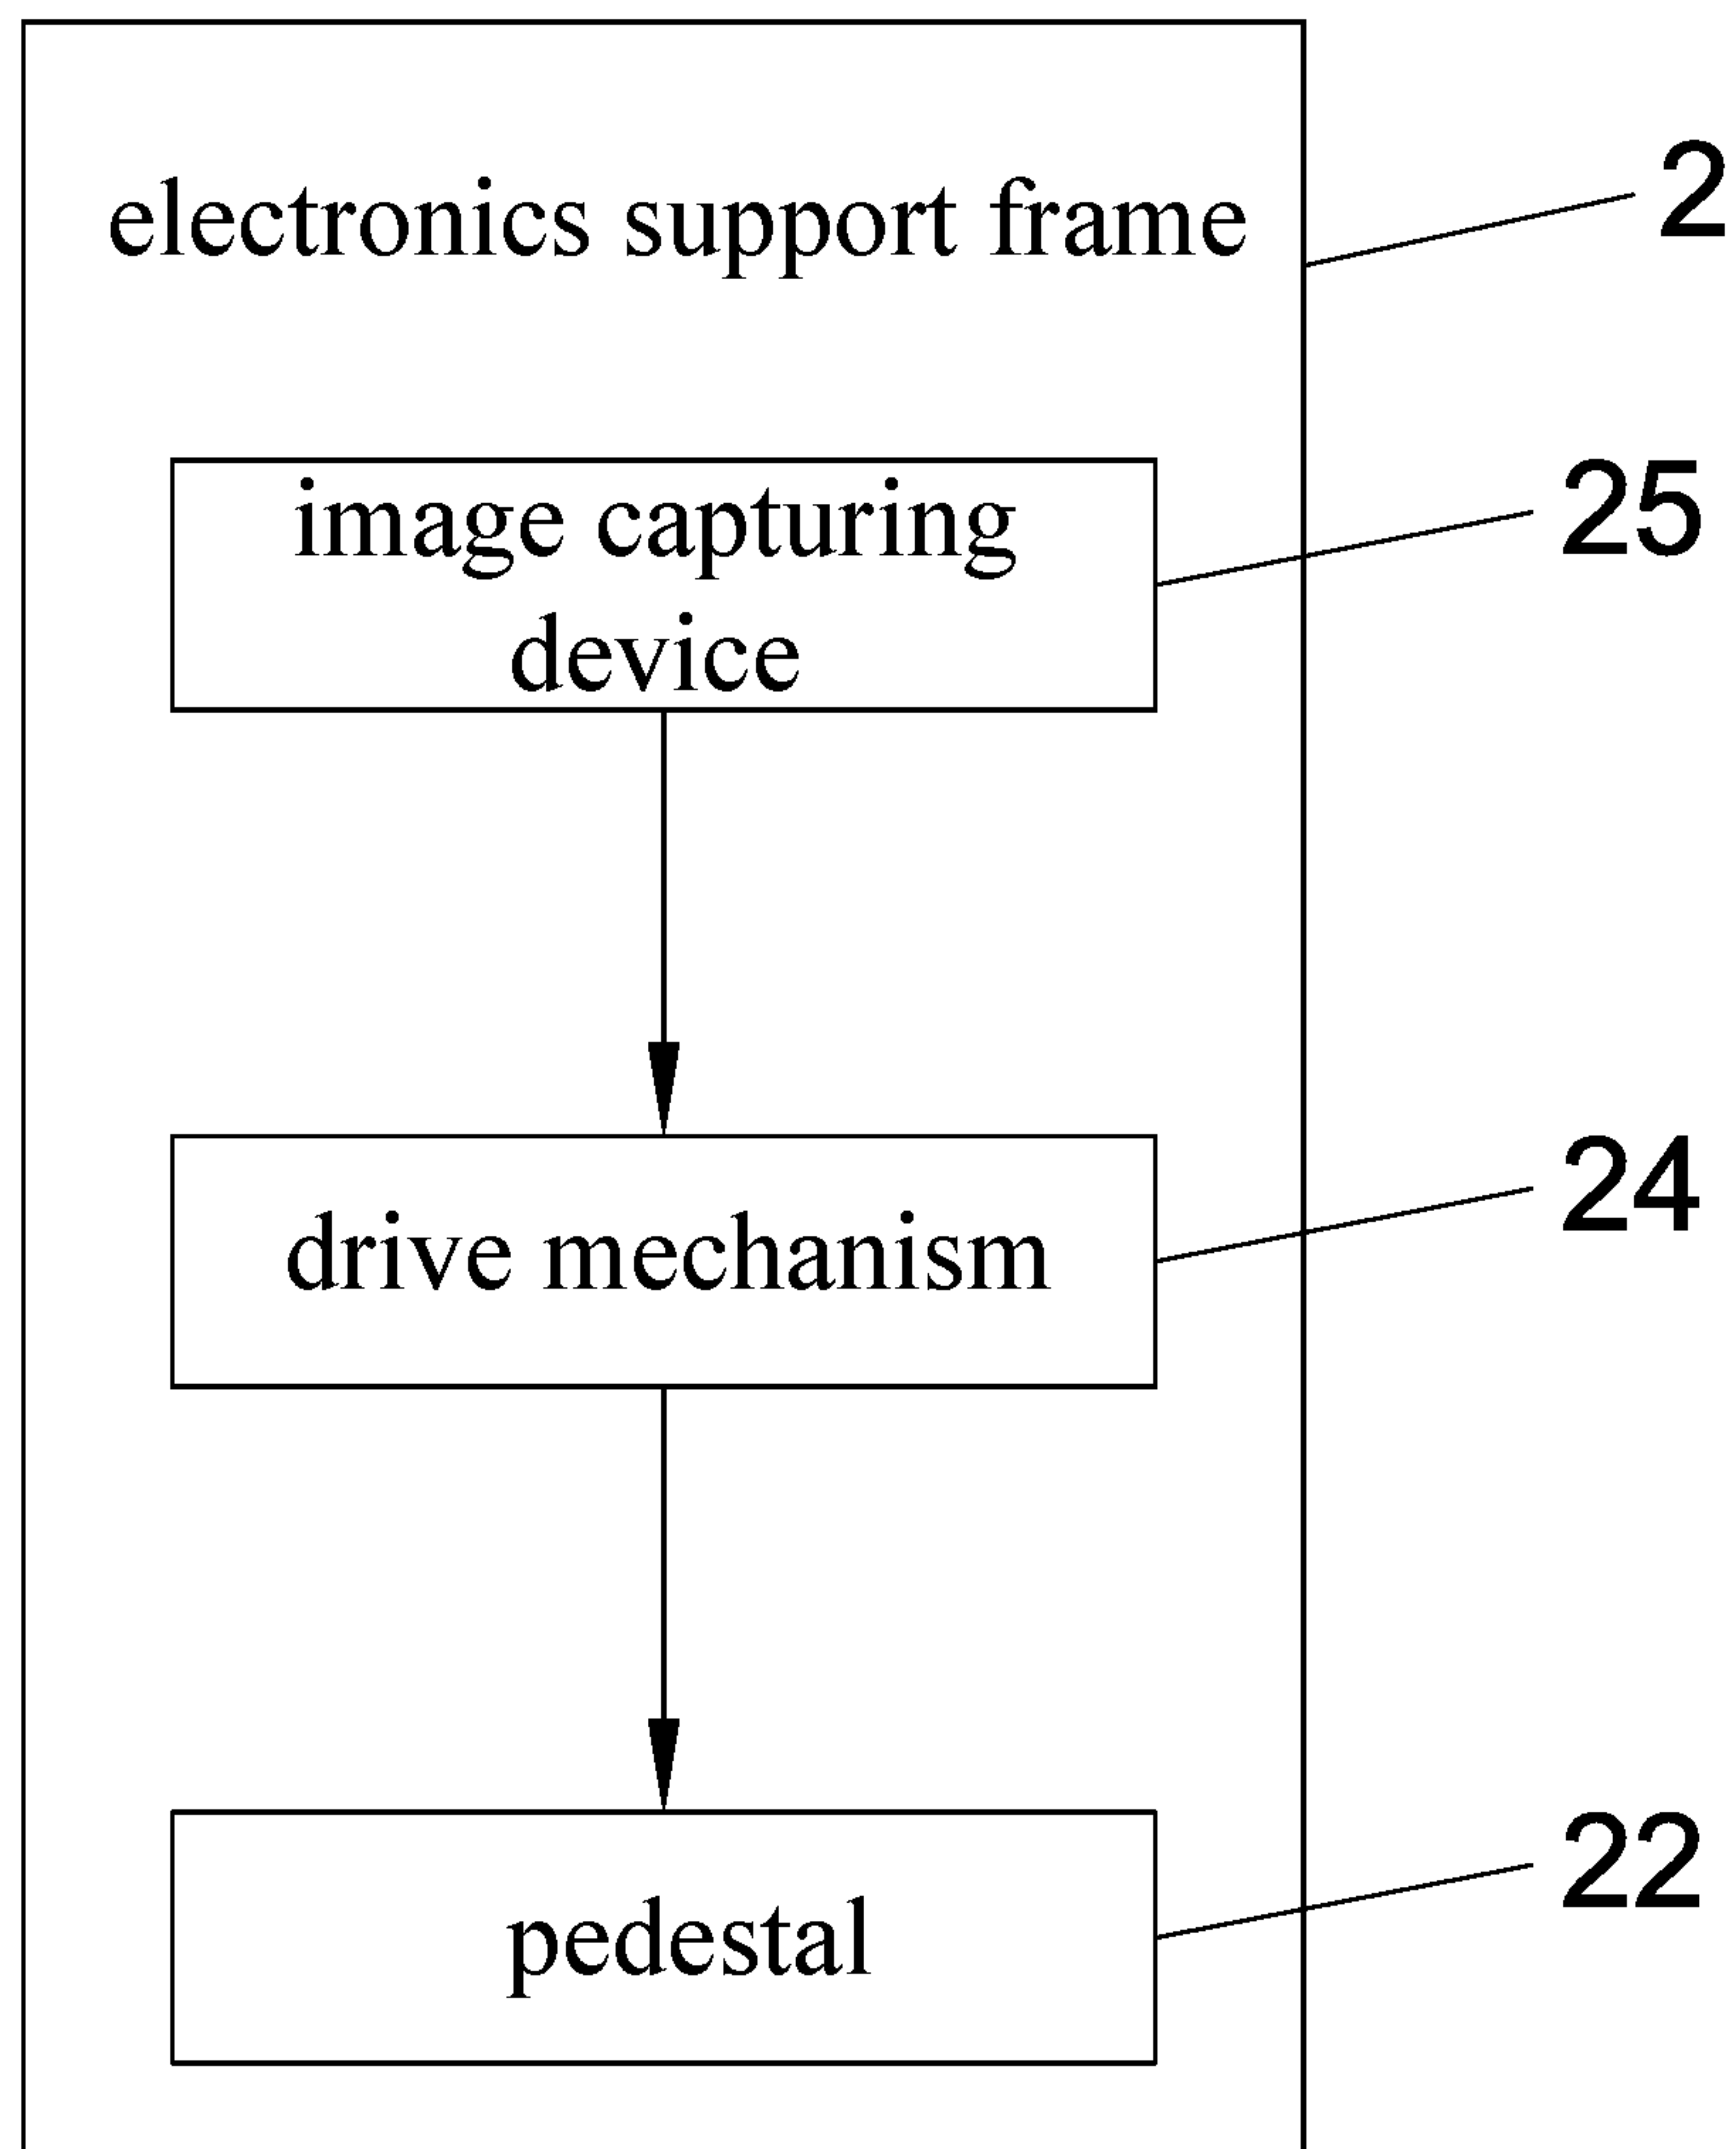 electronics support frame
2
image capturing
device
25
drive mechanism
24
pedestal
22